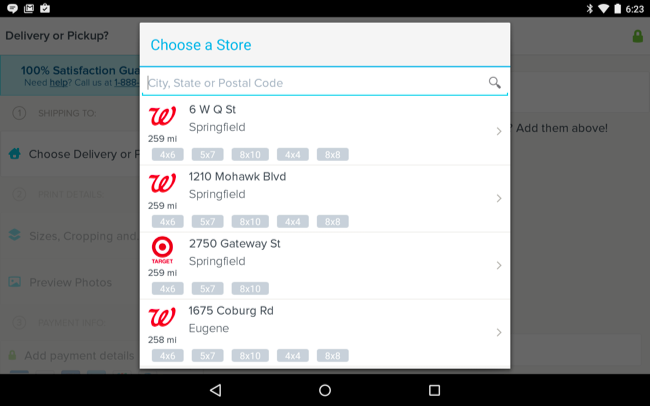 6:23
Delivery or Pickup?
Choose a Store
100% Satisfaction Gua
Need help? Call us at 1-888-
City, State or Postal Code
1 SHIPPING TO:
6 W Q St
Springfield
259 mi
4x6 5x7 8x10 4x4 8x8
? Add them above!
Choose Delivery or P
1210 Mohawk Blvd
Springfield
259 mi
4x6 5x7 8x10 4x4 8x8
2 PRINT DETAILS:
Sizes, Cropping and
2750 Gateway St
Springfield
TARGET
259 mi
4x6 5x7 8x10
Preview Photos
1675 Coburg Rd
Eugene
258 mi
4x6 5x7 8x10 4x4 8x8
3 PAYMENT INFO:
Add payment details